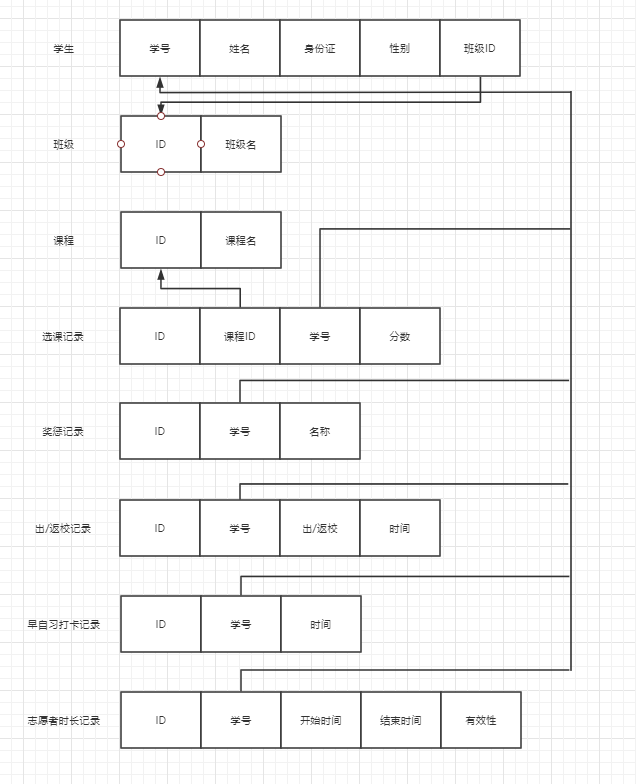 学生 学号 姓名 身份证 性别 班级ID
班级 ID 班级名
课程 ID 课程名
选课记录 ID 课程ID 学号 分数
奖惩记录 ID 学号 名称
出/返校记录 ID 学号 出/返校 时间
早自习打卡记录 ID 学号 时间
志愿者时长记录 ID 学号 开始时间 结束时间 有效性